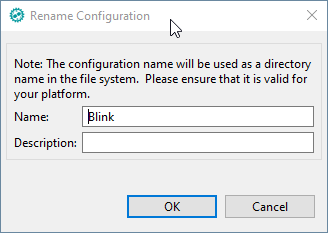 Rename Configuration
Note: The configuration name will be used as a directory
name in the file system.  Please ensure that it is valid for
your platform.
Name: Blink
Description:
OK Cancel